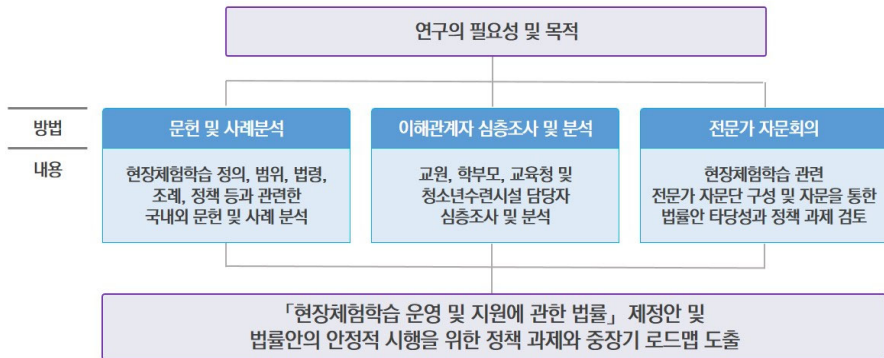 연구의 필요성 및 목적
방법
문헌 및 사례분석
이해관계자 심층조사 및 분석
전문가 자문회의
내용
현장체험학습 정의, 범위, 법령,
조례, 정책 등과 관련한
국내외 문헌 및 사례 분석
교원, 학부모, 교육청 및
청소년수련시설 담당자
심층조사 및 분석
현장체험학습 관련
전문가 자문단 구성 및 자문을 통한
법률안 타당성과 정책 과제 검토
「현장체험학습 운영 및 지원에 관한 법률」 제정안 및
법률안의 안정적 시행을 위한 정책 과제와 중장기 로드맵 도출